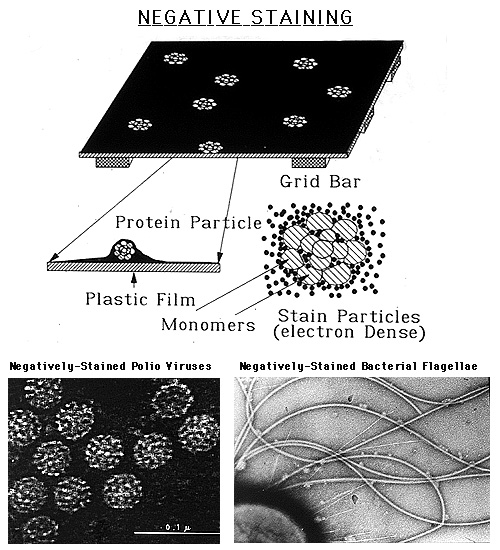 NEGATIVE STAINING
Grid Bar
Protein Particle
Plastic Film
Monomers
Stain Particles
(electron Dense)
Negatively-Stained Polio Viruses
Negatively-Stained Bacterial Flagellae
0.1 μ